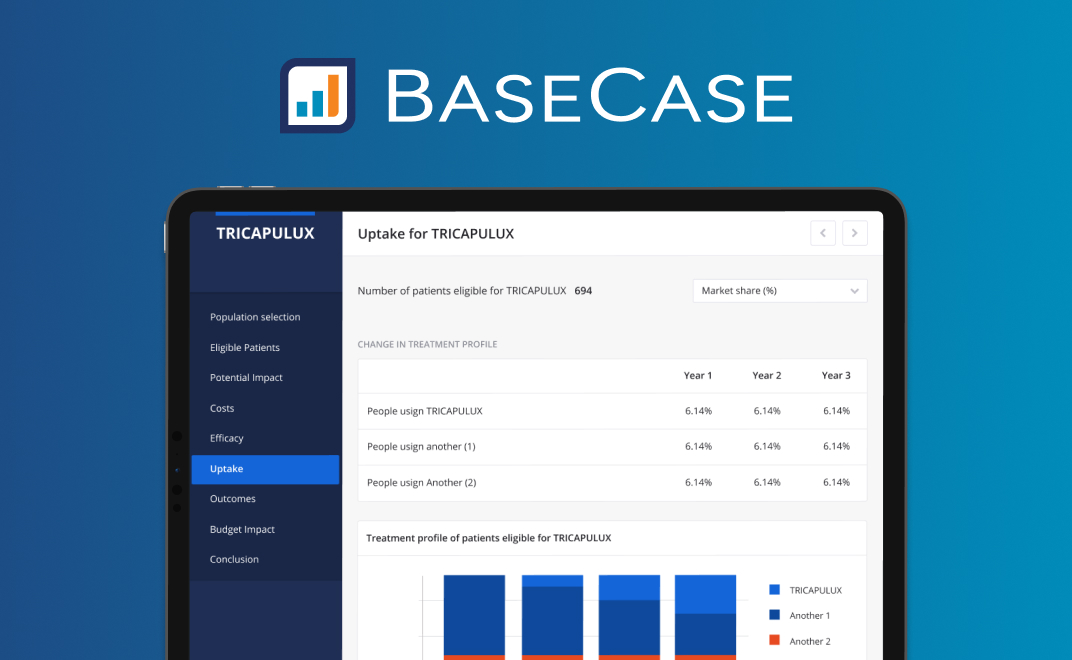 BASECASE
TRICAPULUX
Population selection
Eligible Patients
Potential Impact
Costs
Efficacy
Uptake
Outcomes
Budget Impact
Conclusion
Uptake for TRICAPULUX
Number of patients eligible for TRICAPULUX 694
Market share (%)
CHANGE IN TREATMENT PROFILE
Year 1 Year 2 Year 3
People usign TRICAPULUX 6.14% 6.14% 6.14%
People usign another (1) 6.14% 6.14% 6.14%
People usign Another (2) 6.14% 6.14% 6.14%
Treatment profile of patients eligible for TRICAPULUX
TRICAPULUX
Another 1
Another 2